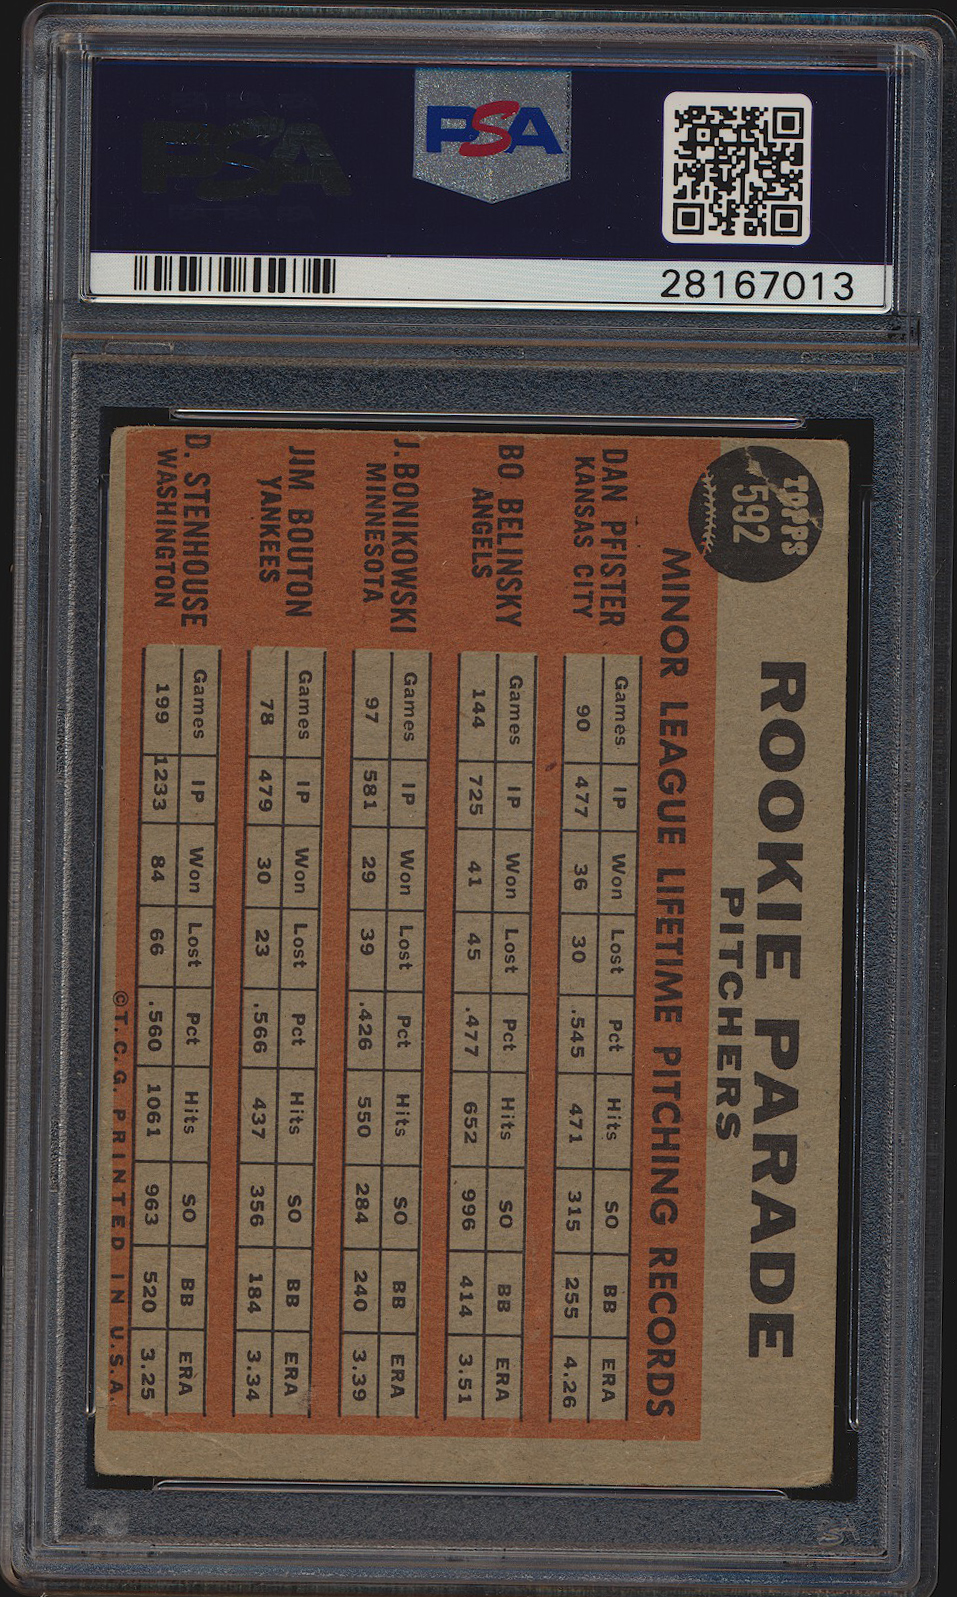 PSA
PSA
28167013
TOPPS
592
ROOKIE PARADE
PITCHERS
MINOR LEAGUE LIFETIME PITCHING RECORDS
DAN PFISTER
KANSAS CITY
Games IP Won Lost Pct Hits SO BB ERA
90 477 36 30 .545 471 315 255 4.26
BO BELINSKY
ANGELS
Games IP Won Lost Pct Hits SO BB ERA
144 725 41 45 .477 652 996 414 3.51
J. BONIKOWSKI
MINNESOTA
Games IP Won Lost Pct Hits SO BB ERA
97 581 29 39 .426 550 284 240 3.39
JIM BOUTON
YANKEES
Games IP Won Lost Pct Hits SO BB ERA
78 479 30 23 .566 437 356 184 3.34
D. STENHOUSE
WASHINGTON
Games IP Won Lost Pct Hits SO BB ERA
199 1233 84 66 .560 1061 963 520 3.25
©T.C.G. PRINTED IN U.S.A.